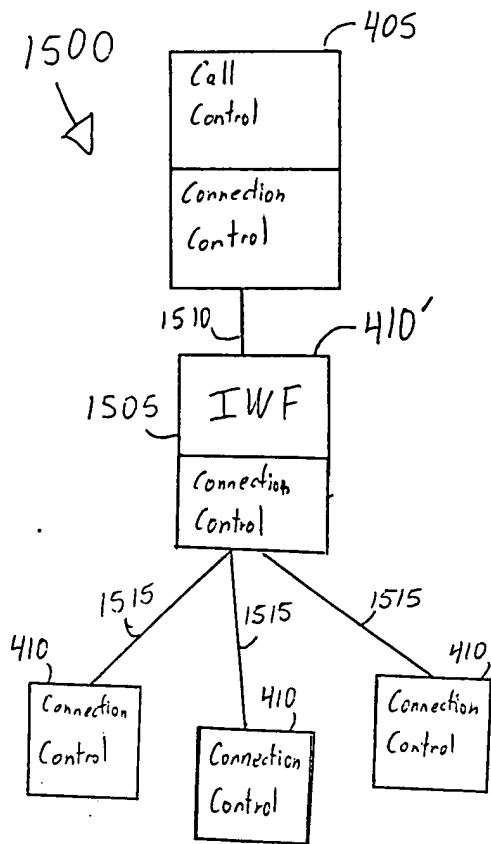 1500
405
Call
Control
Connection
Control
1510
410'
1505
IWF
Connection
Control
1515
1515
1515
410
Connection
Control
410
Connection
Control
410
Connection
Control